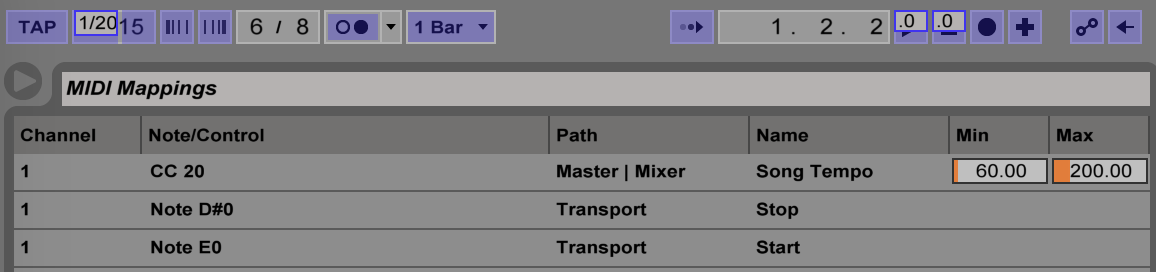 TAP 1/20 15 6 / 8 1 Bar 1. 2. 2 .0 .0
MIDI Mappings
Channel Note/Control Path Name Min Max
1 CC 20 Master | Mixer Song Tempo 60.00 200.00
1 Note D#0 Transport Stop
1 Note E0 Transport Start